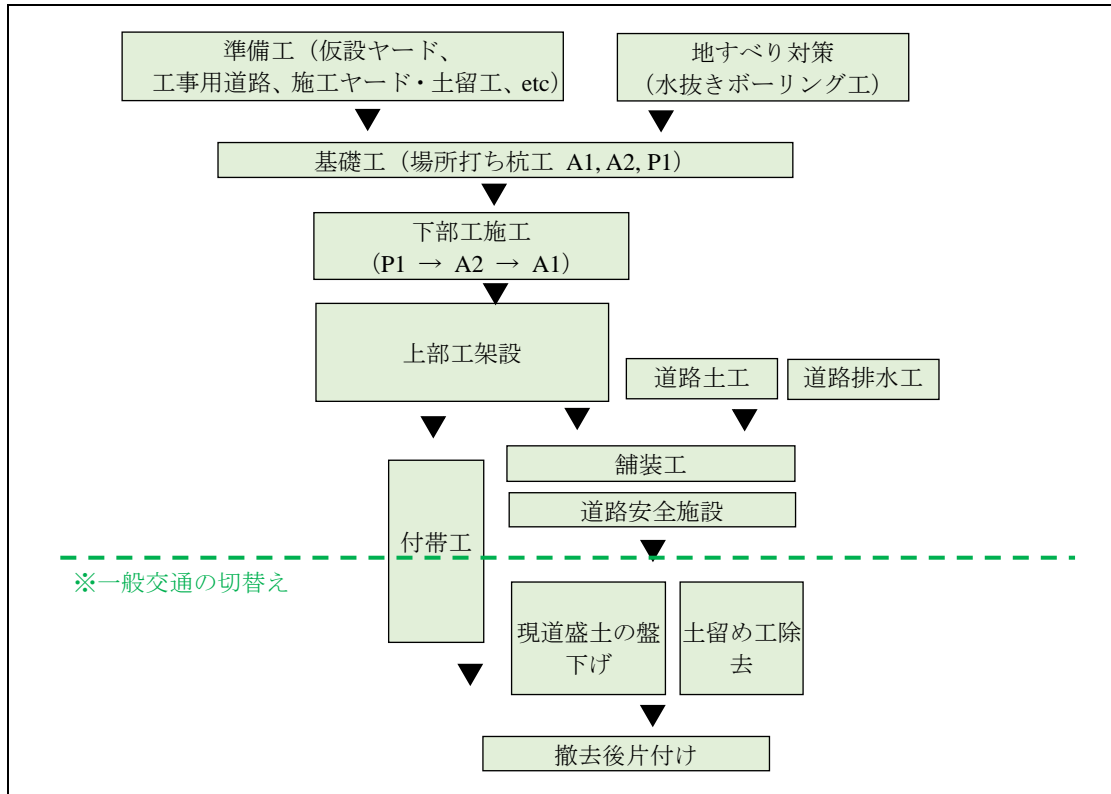 準備工（仮設ヤード、
工事用道路、施工ヤード・土留工、etc）
地すべり対策
（水抜きボーリング工）
基礎工（場所打ち杭工 A1, A2, P1）
下部工施工
（P1 → A2 → A1）
上部工架設
道路土工
道路排水工
舗装工
道路安全施設
付帯工
※一般交通の切替え
現道盛土の盤
下げ
土留め工除
去
撤去後片付け